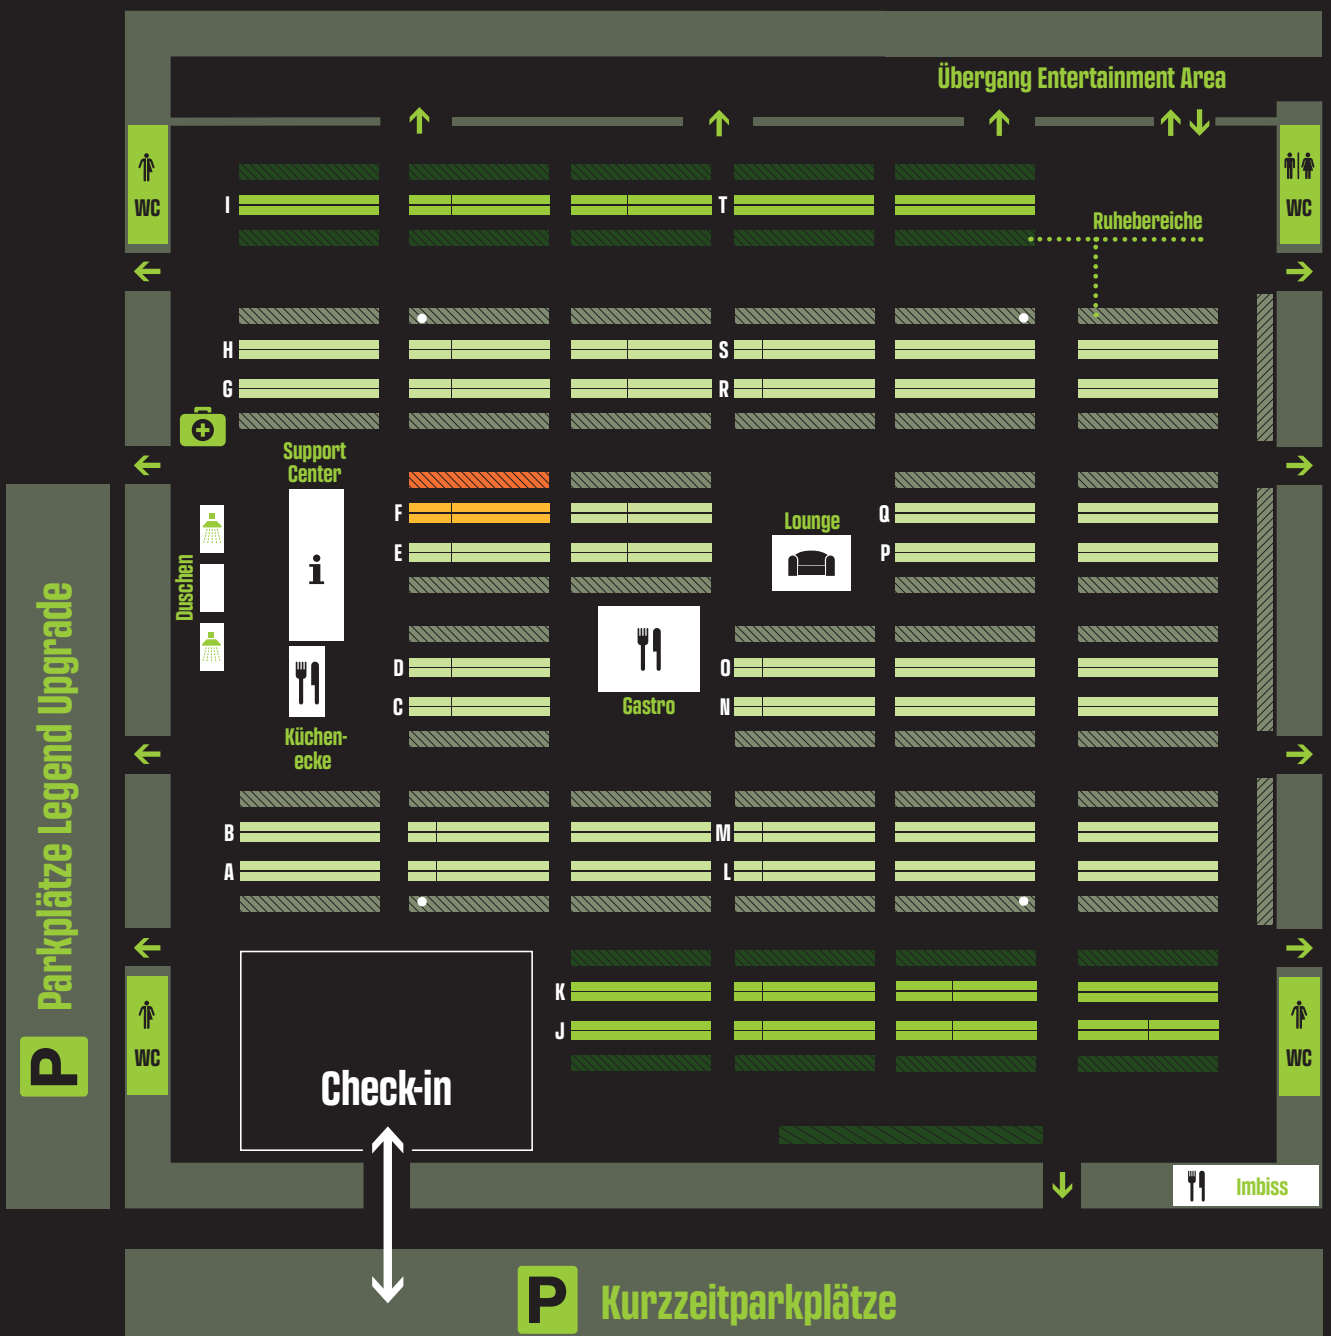 Übergang Entertainment Area
WC
WC
I
T
Ruhebereiche
H
S
G
R
Support
Center
F
Lounge
Q
E
P
i
Duschen
D
O
C
Gastro
N
Küchen-
ecke
Parkplätze Legend Upgrade
P
B
M
A
L
K
J
WC
WC
Check-in
Imbiss
P Kurzzeitparkplätze